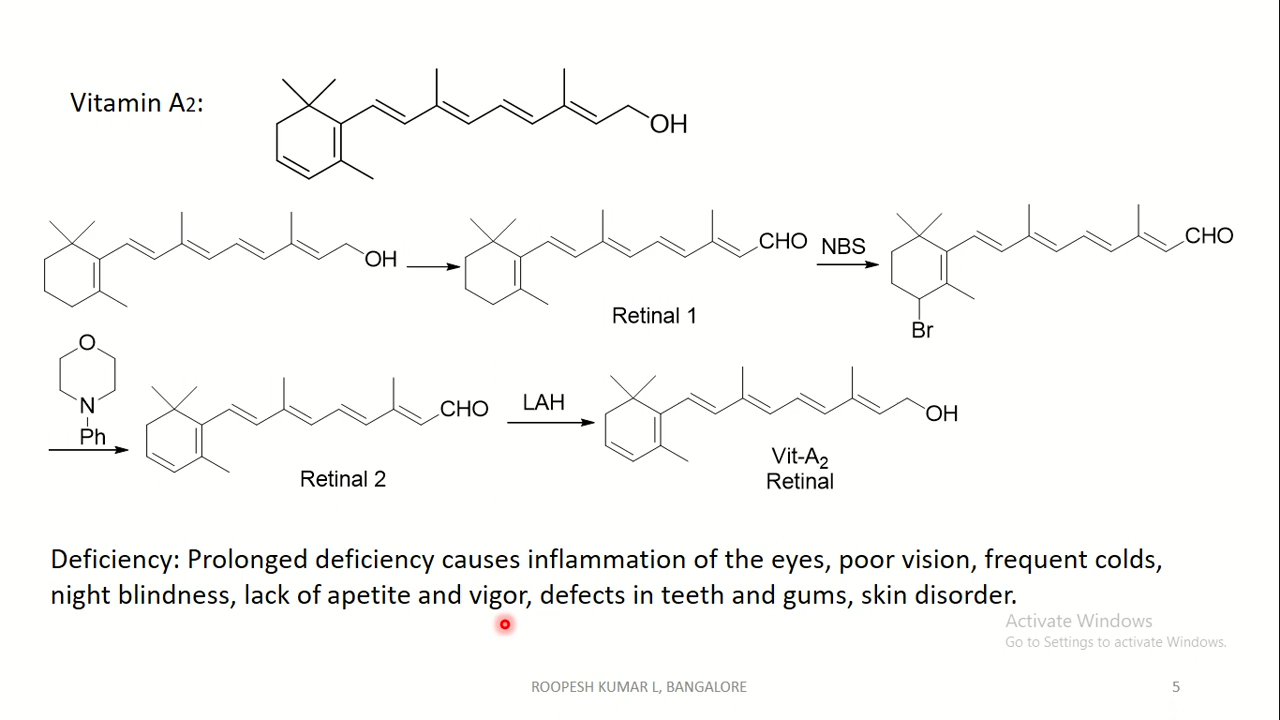 Vitamin A2:
OH
OH
CHO
Retinal 1
NBS
CHO
Br
O
N
Ph
CHO
Retinal 2
LAH
OH
Vit-A₂
Retinal
Deficiency: Prolonged deficiency causes inflammation of the eyes, poor vision, frequent colds,
night blindness, lack of apetite and vigor, defects in teeth and gums, skin disorder.
Activate Windows
Go to Settings to activate Windows.
ROOPESH KUMAR L, BANGALORE
5